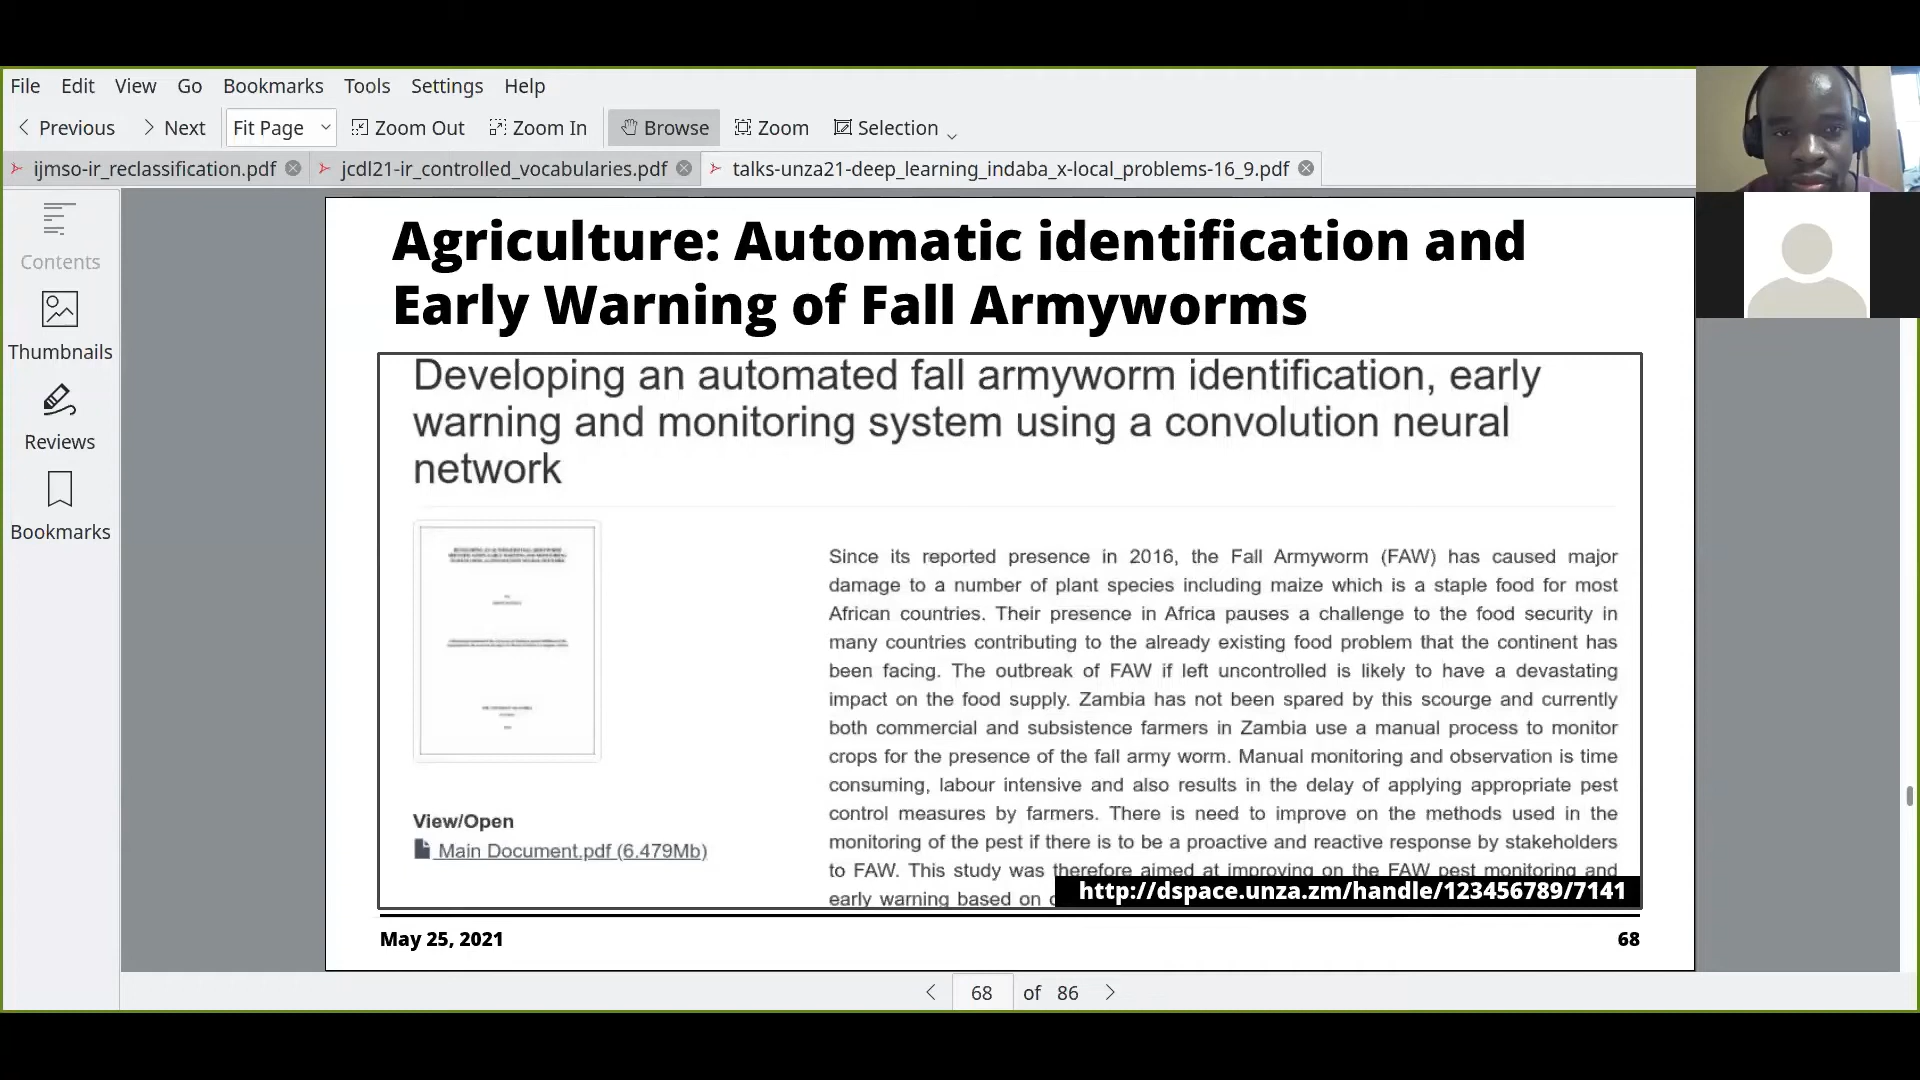 File Edit View Go Bookmarks Tools Settings Help
Previous Next Fit Page Zoom Out Zoom In Browse Zoom Selection
ijmso-ir_reclassification.pdf jcdl21-ir_controlled_vocabularies.pdf talks-unza21-deep_learning_indaba_x-local_problems-16_9.pdf
Contents
Thumbnails
Reviews
Bookmarks
Agriculture: Automatic identification and
Early Warning of Fall Armyworms
Developing an automated fall armyworm identification, early
warning and monitoring system using a convolution neural
network
View/Open
Main Document.pdf (6.479Mb)
Since its reported presence in 2016, the Fall Armyworm (FAW) has caused major
damage to a number of plant species including maize which is a staple food for most
African countries. Their presence in Africa pauses a challenge to the food security in
many countries contributing to the already existing food problem that the continent has
been facing. The outbreak of FAW if left uncontrolled is likely to have a devastating
impact on the food supply. Zambia has not been spared by this scourge and currently
both commercial and subsistence farmers in Zambia use a manual process to monitor
crops for the presence of the fall army worm. Manual monitoring and observation is time
consuming, labour intensive and also results in the delay of applying appropriate pest
control measures by farmers. There is need to improve on the methods used in the
monitoring of the pest if there is to be a proactive and reactive response by stakeholders
to FAW. This study was therefore aimed at improving on the FAW pest monitoring and
early warning based on
http://dspace.unza.zm/handle/123456789/7141
May 25, 2021 68
68 of 86